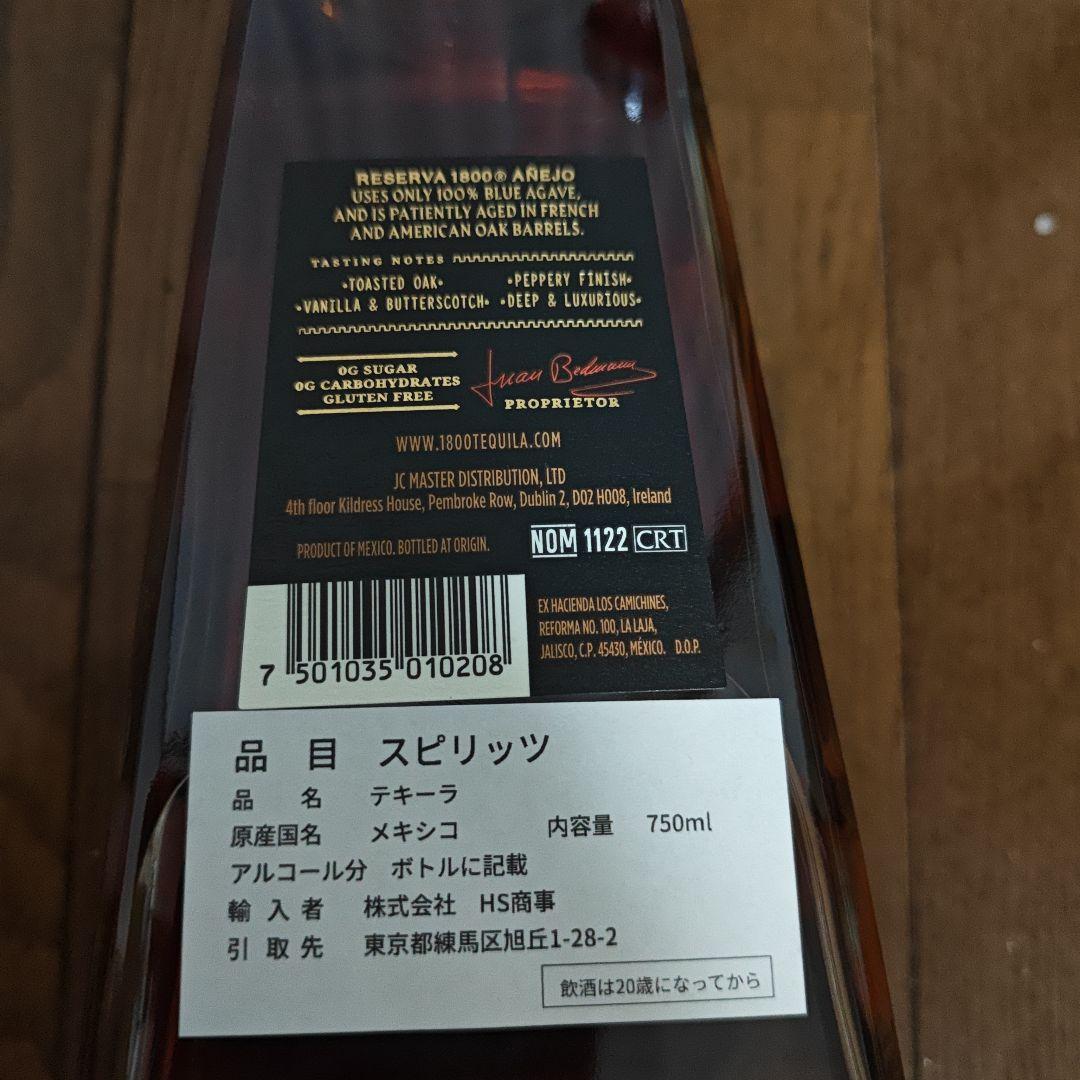 RESERVA 1800® AÑEJO
USES ONLY 100% BLUE AGAVE,
AND IS PATIENTLY AGED IN FRENCH
AND AMERICAN OAK BARRELS.
TASTING NOTES
•TOASTED OAK• •PEPPERY FINISH•
•VANILLA & BUTTERSCOTCH• •DEEP & LUXURIOUS•
0G SUGAR
0G CARBOHYDRATES
GLUTEN FREE
Juan Beckmann
PROPRIETOR
WWW.1800TEQUILA.COM
JC MASTER DISTRIBUTION, LTD
4th floor Kildress House, Pembroke Row, Dublin 2, D02 H008, Ireland
PRODUCT OF MEXICO. BOTTLED AT ORIGIN.
NOM 1122 CRT
EX HACIENDA LOS CAMICHINES,
REFORMA NO. 100, LA LAJA,
JALISCO, C.P. 45430, MÉXICO. D.O.P.
7 501035 010208
品 目 スピリッツ
品 名 テキーラ
原産国名 メキシコ 内容量 750ml
アルコール分 ボトルに記載
輸入者 株式会社 HS商事
引取先 東京都練馬区旭丘1-28-2
飲酒は20歳になってから